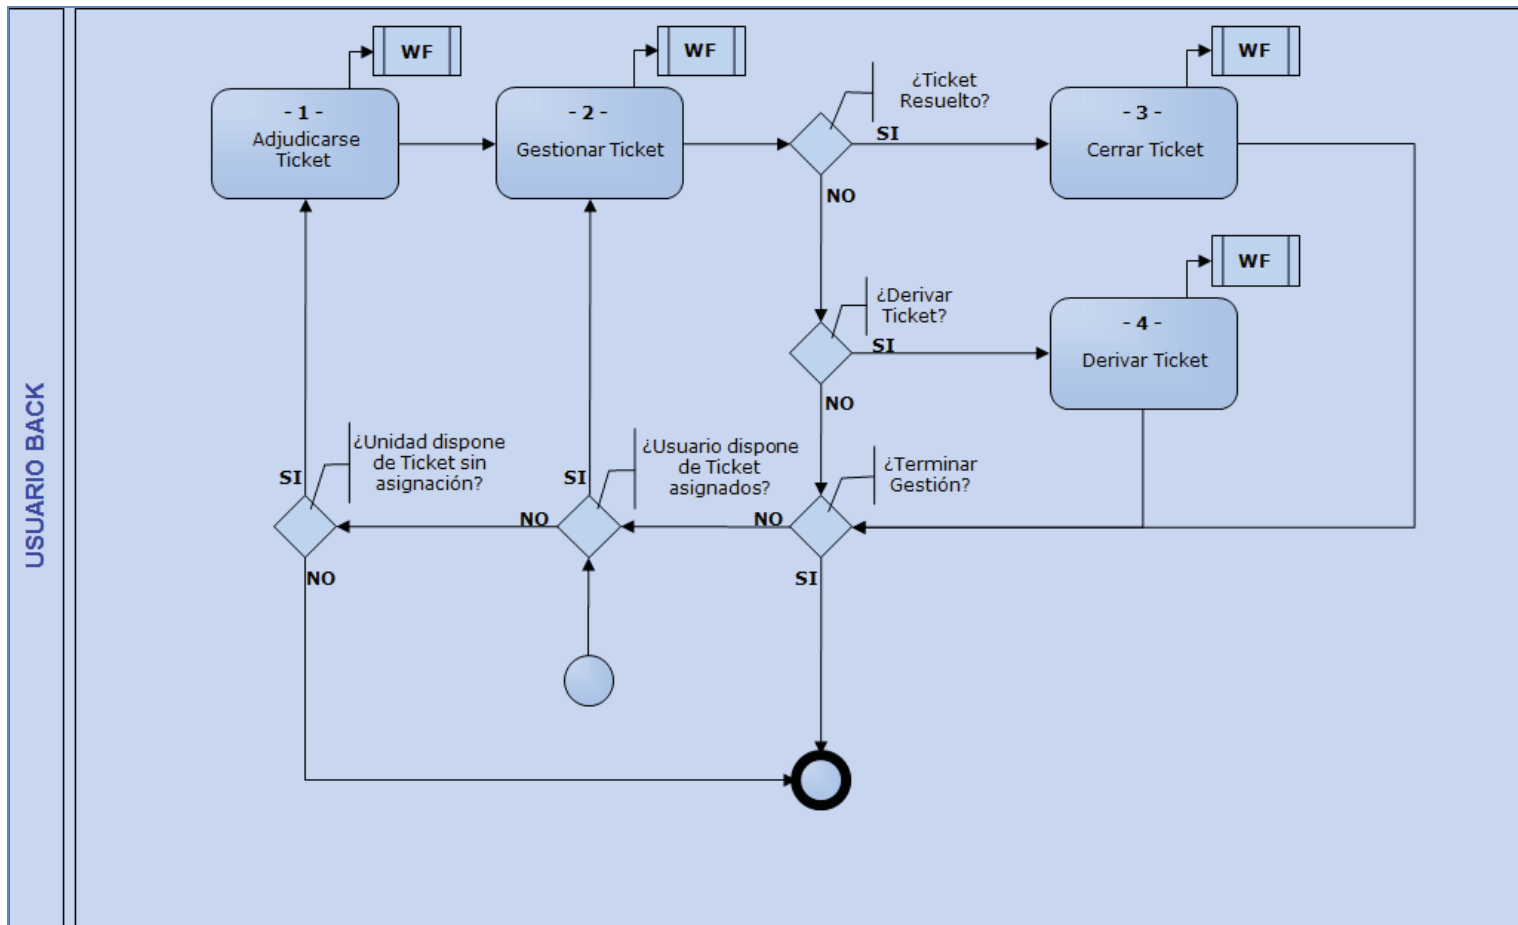 USUARIO BACK
WF
WF
WF
- 1 -
Adjudicarse
Ticket
- 2 -
Gestionar Ticket
¿Ticket
Resuelto?
SI
- 3 -
Cerrar Ticket
NO
WF
¿Derivar
Ticket?
SI
- 4 -
Derivar Ticket
NO
¿Unidad dispone
de Ticket sin
asignación?
SI
¿Usuario dispone
de Ticket
asignados?
SI
¿Terminar
Gestión?
NO
NO
NO
SI